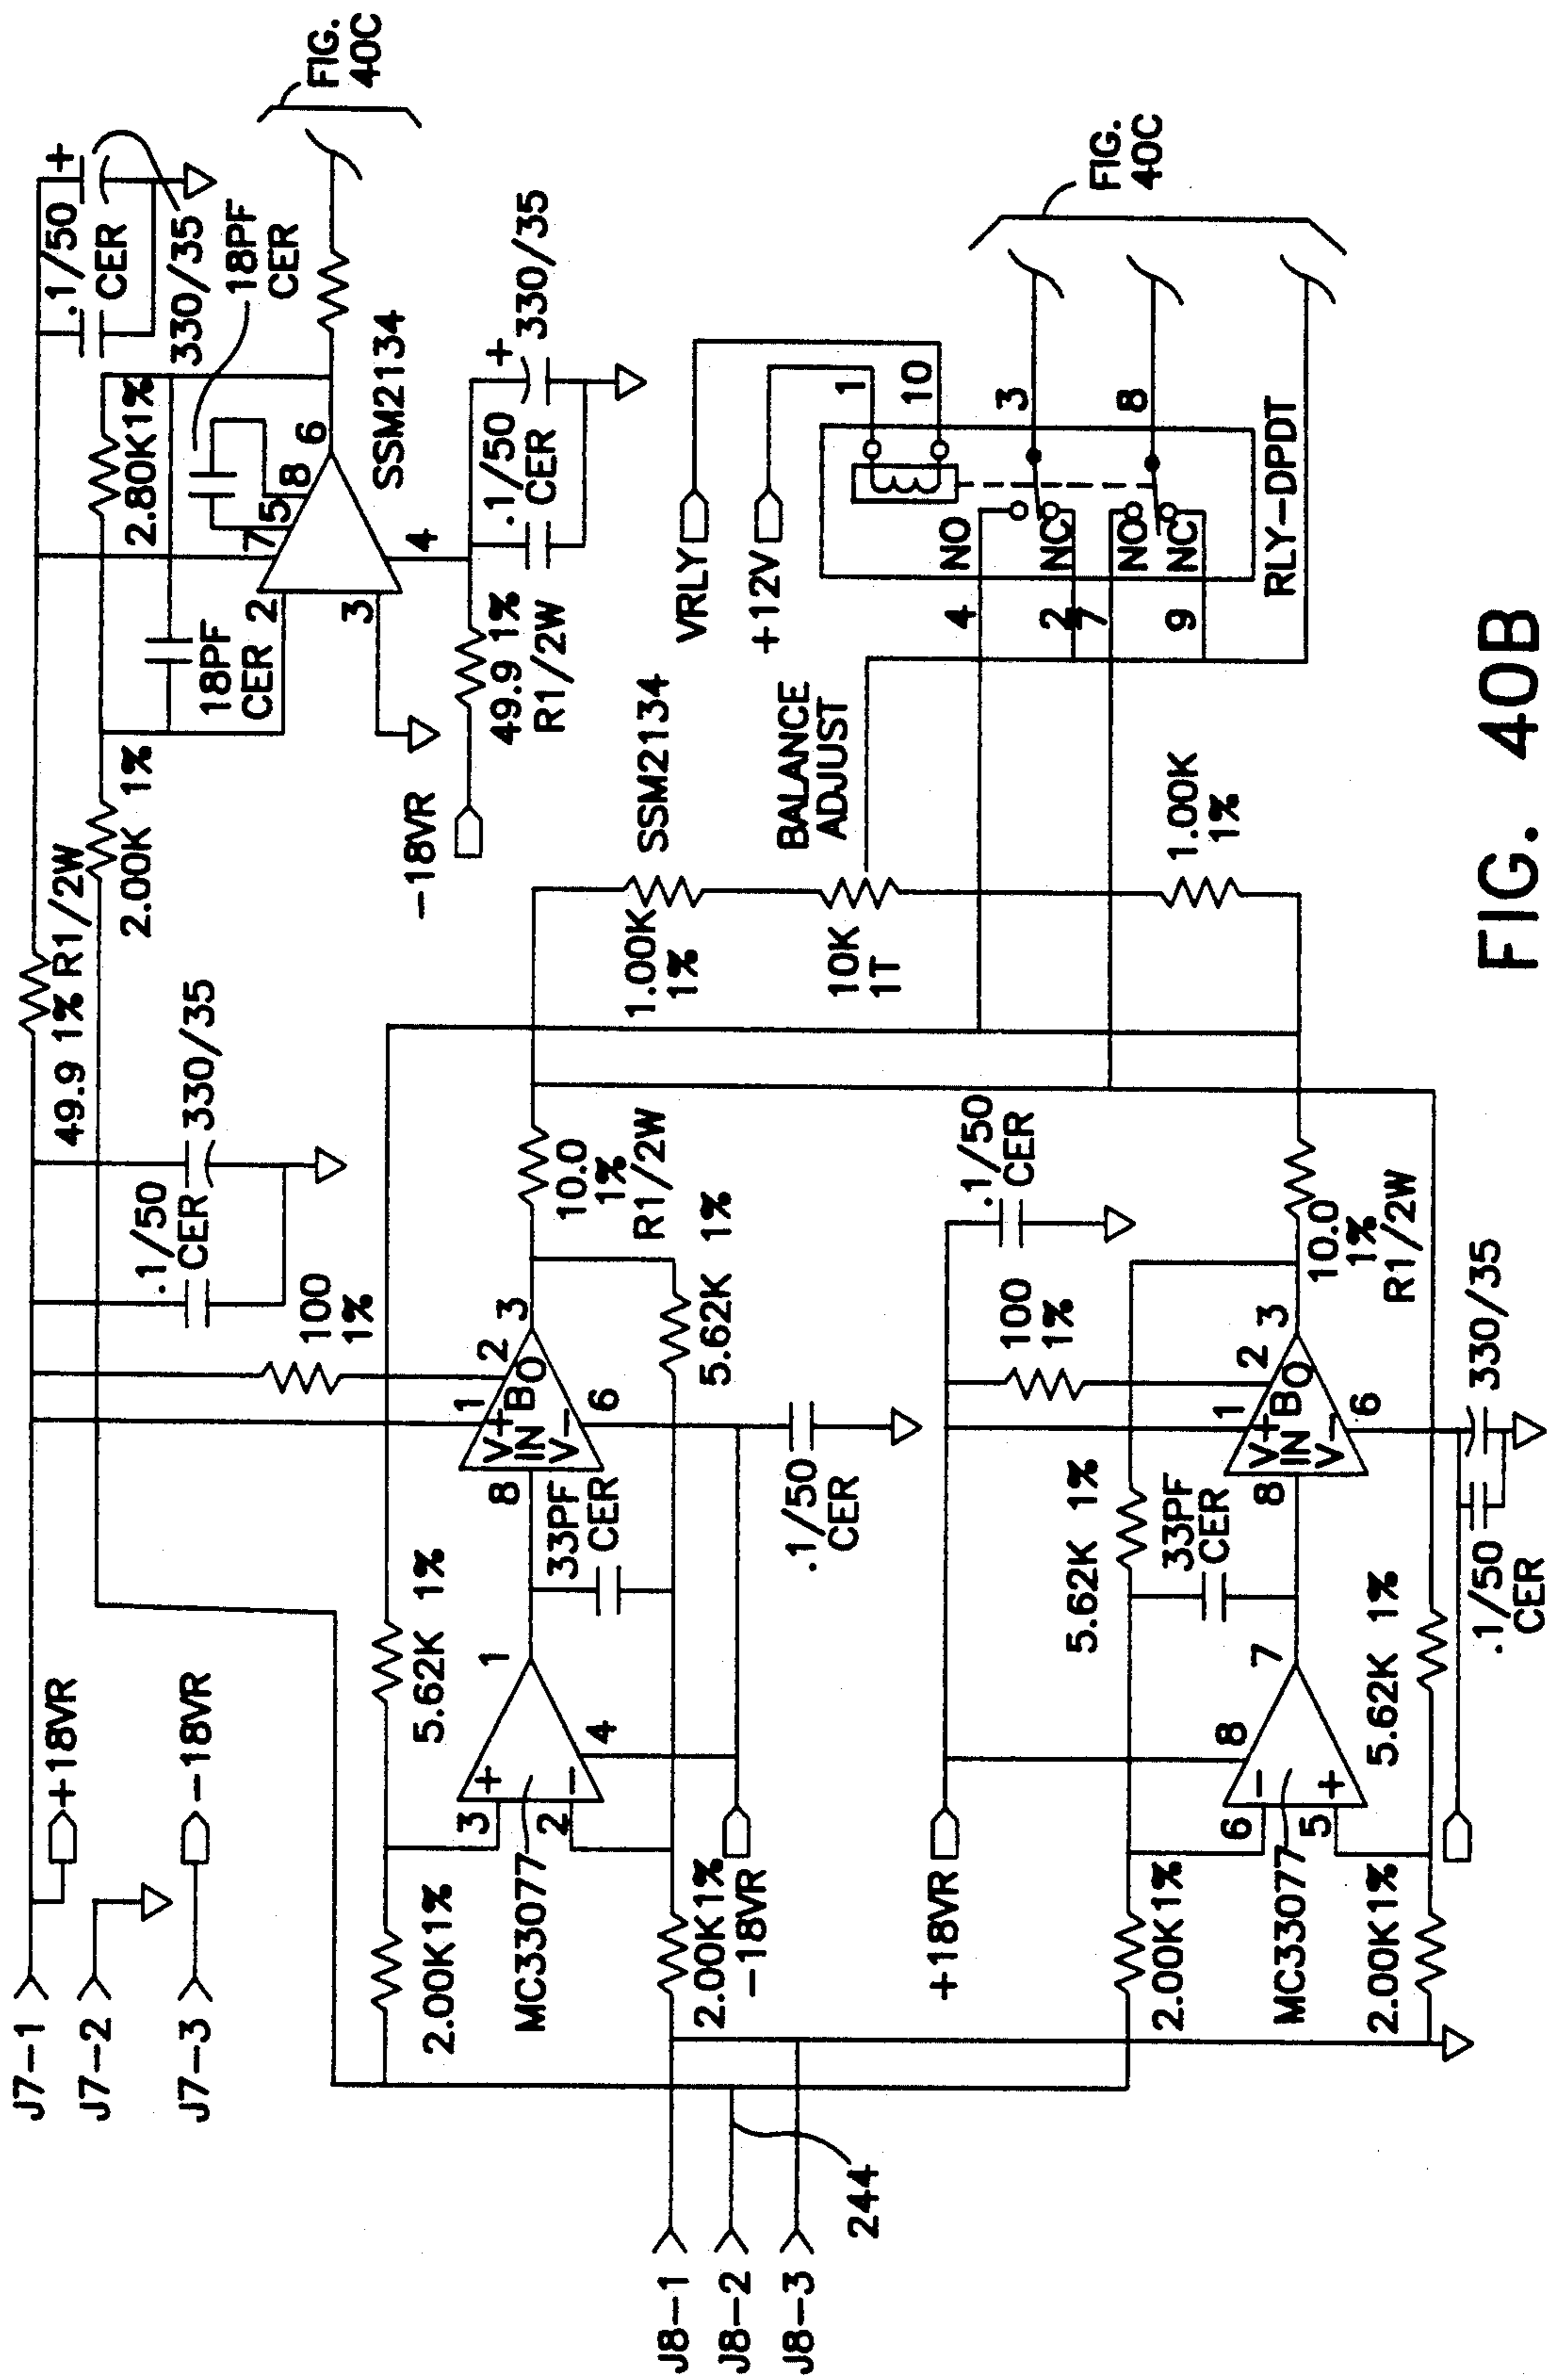 J7-1
J7-2
J7-3
+18VR
-18VR
49.9 1% R1/2W
.1/50
CER
330/35
100
1%
2.00K 1%
2.80K1%
18PF
CER
.1/50
CER
330/35
18PF
CER
FIG.
40C
2
3
7
5
8
6
4
SSM2134
-18VR
49.9 1%
R1/2W
.1/50
CER
+
330/35
+
5.62K 1%
2.00K1%
MC33077
3
2
+
-
1
4
33PF
CER
8
V+
IN
V-
B
O
1
2
3
6
10.0
1%
R1/2W
5.62K 1%
2.00K1%
-18VR
.1/50
CER
1.00K
1%
SSM2134
10K
1T
BALANCE
ADJUST
1.00K
1%
VRLY
+12V
1
10
NO
NC
NO
NC
4
2
7
9
3
8
RLY-DPDT
FIG.
40C
J8-1
J8-2
J8-3
244
+18VR
100
1%
.1/50
CER
5.62K 1%
33PF
CER
2.00K1%
MC33077
6
5
-
+
8
7
8
V+
IN
V-
B
O
1
2
3
6
10.0
1%
R1/2W
2.00K1%
5.62K 1%
.1/50
CER
330/35
FIG. 40B